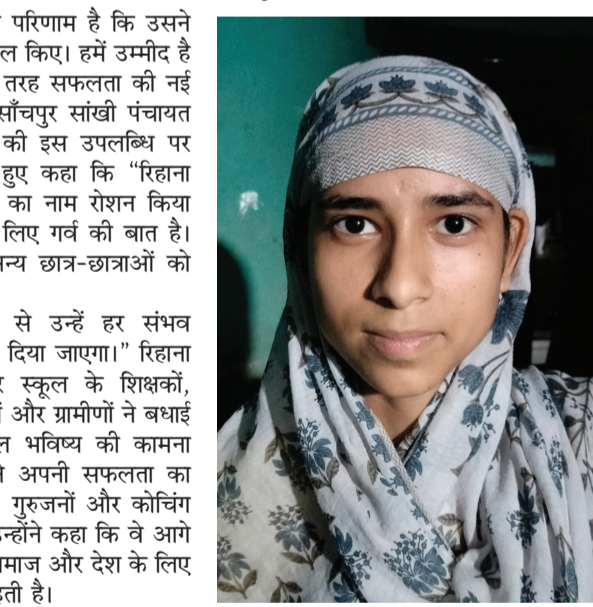 परिणाम है कि उसने
किए। हमें उम्मीद है
तरह सफलता की नई
साँचपुर सांखी पंचायत
की इस उपलब्धि पर
हुए कहा कि “रिहाना
का नाम रोशन किया
लिए गर्व की बात है।
छात्र-छात्राओं को
से उन्हें हर संभव
दिया जाएगा।” रिहाना
स्कूल के शिक्षकों,
और ग्रामीणों ने बधाई
भविष्य की कामना
अपनी सफलता का
गुरुजनों और कोचिंग
कहा कि वे आगे
और देश के लिए
है।